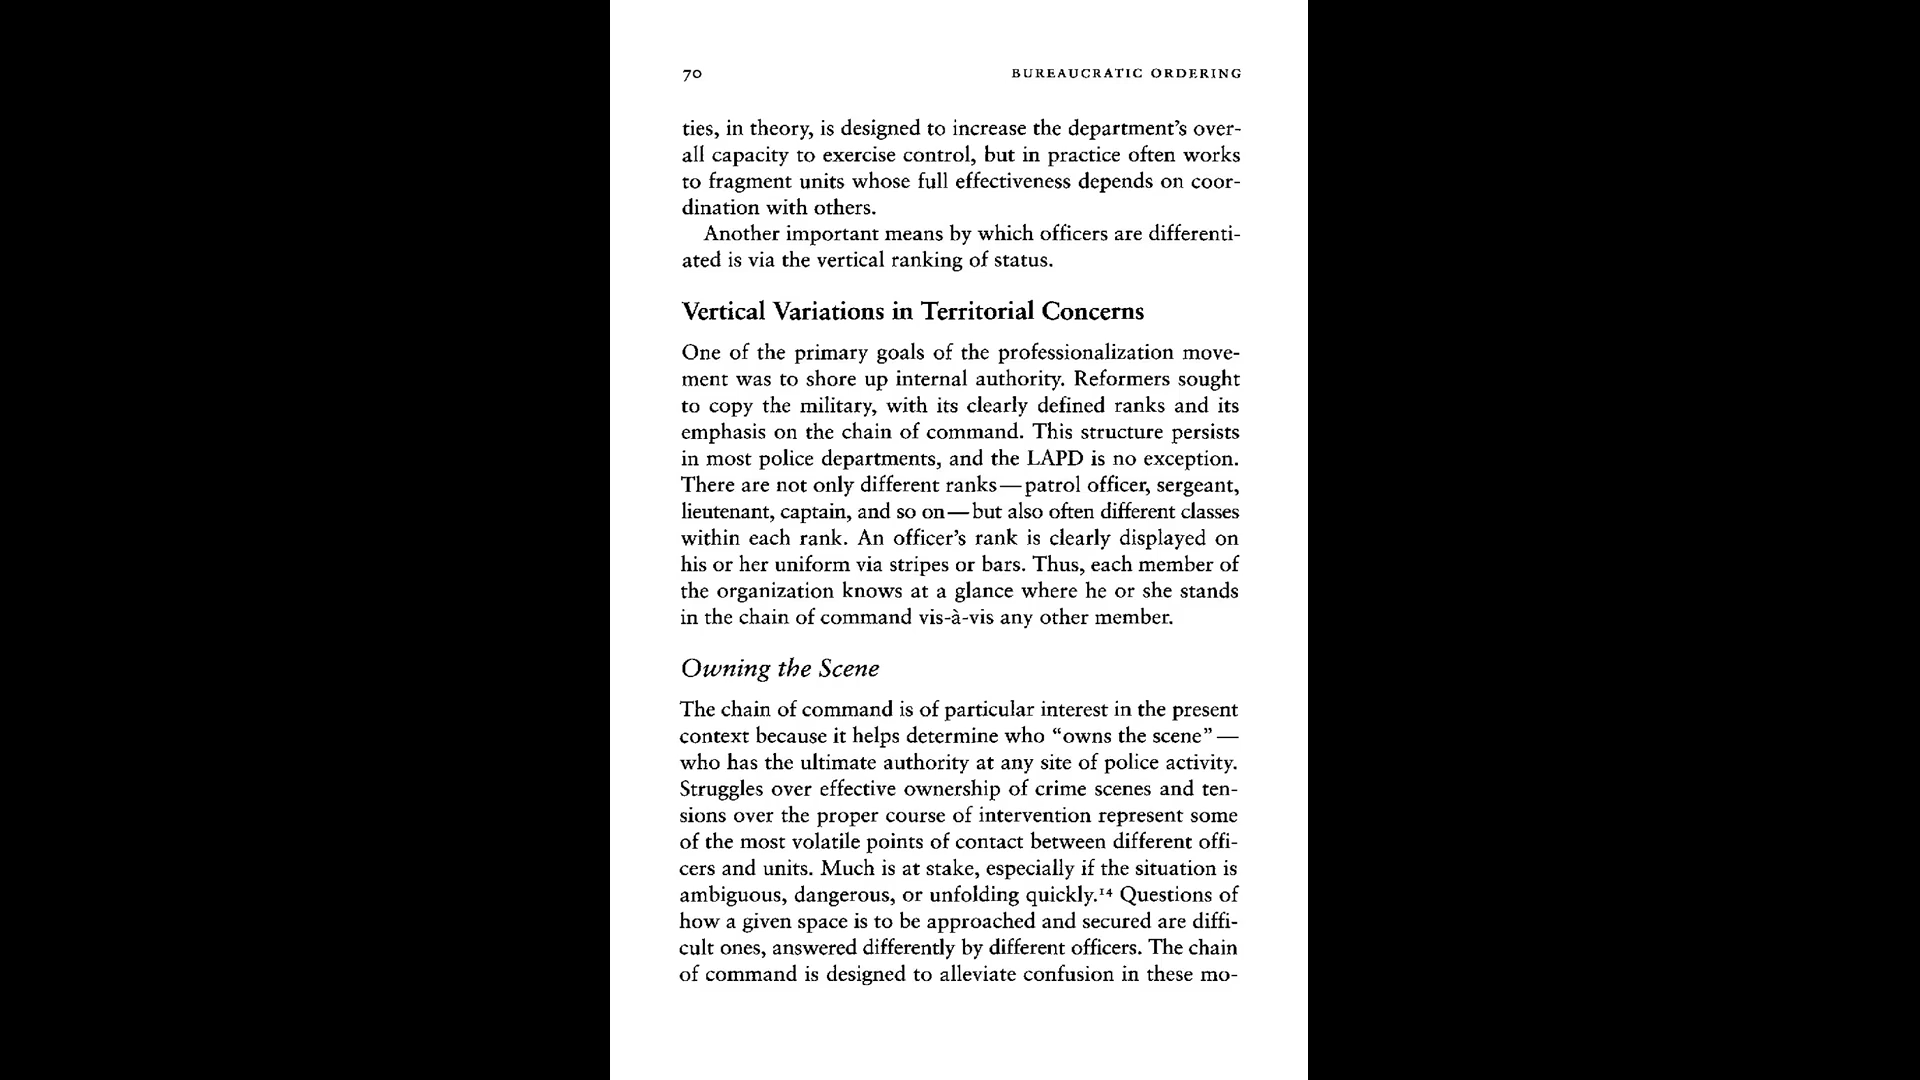 70 BUREAUCRATIC ORDERING
ties, in theory, is designed to increase the department's over-
all capacity to exercise control, but in practice often works
to fragment units whose full effectiveness depends on coor-
dination with others.
Another important means by which officers are differenti-
ated is via the vertical ranking of status.
Vertical Variations in Territorial Concerns
One of the primary goals of the professionalization move-
ment was to shore up internal authority. Reformers sought
to copy the military, with its clearly defined ranks and its
emphasis on the chain of command. This structure persists
in most police departments, and the LAPD is no exception.
There are not only different ranks—patrol officer, sergeant,
lieutenant, captain, and so on—but also often different classes
within each rank. An officer's rank is clearly displayed on
his or her uniform via stripes or bars. Thus, each member of
the organization knows at a glance where he or she stands
in the chain of command vis-à-vis any other member.
Owning the Scene
The chain of command is of particular interest in the present
context because it helps determine who “owns the scene”—
who has the ultimate authority at any site of police activity.
Struggles over effective ownership of crime scenes and ten-
sions over the proper course of intervention represent some
of the most volatile points of contact between different offi-
cers and units. Much is at stake, especially if the situation is
ambiguous, dangerous, or unfolding quickly.¹⁴ Questions of
how a given space is to be approached and secured are diffi-
cult ones, answered differently by different officers. The chain
of command is designed to alleviate confusion in these mo-